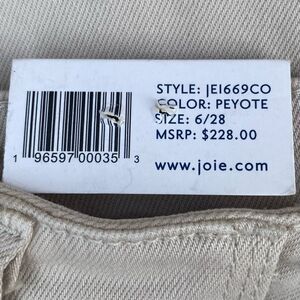 STYLE: JEI669CO
COLOR: PEYOTE
SIZE: 6/28
MSRP: $228.00
1 96597 00035 3
www.joie.com